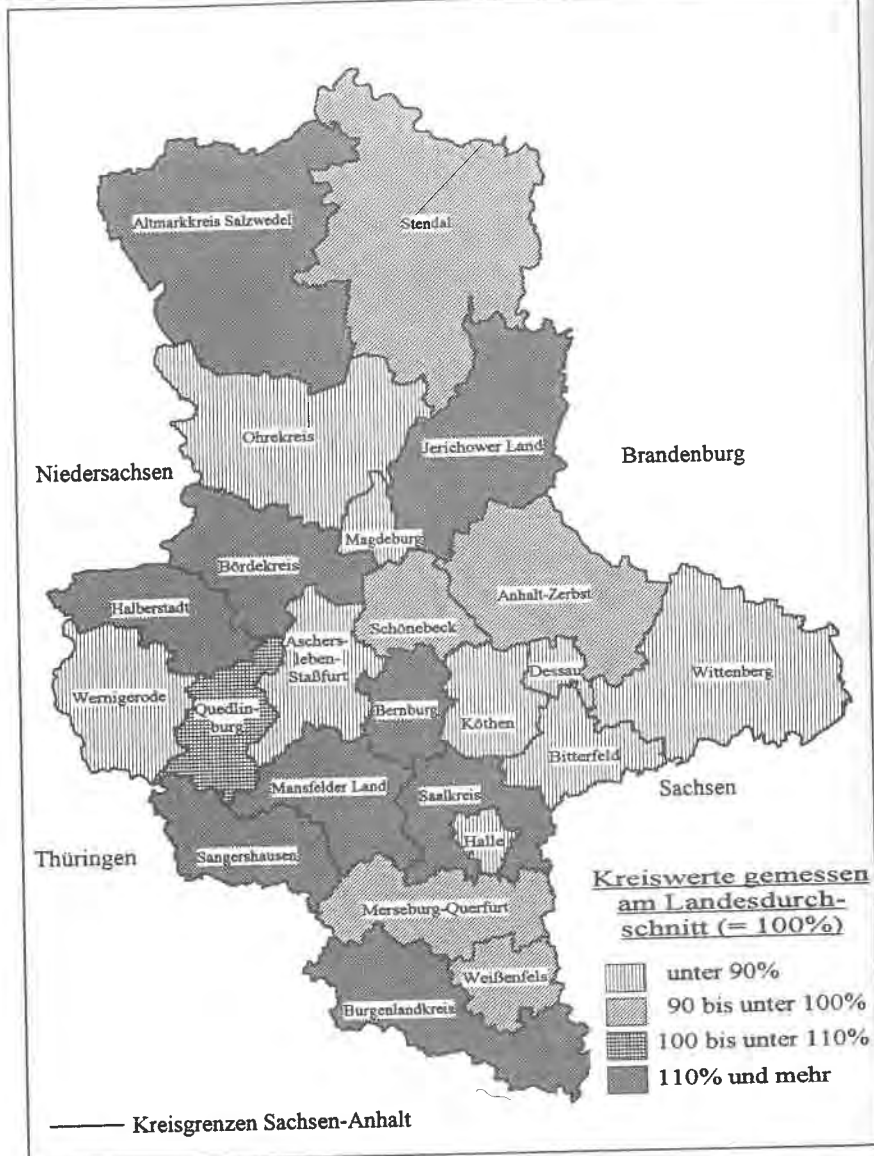 Altmarkkreis Salzwedel
Stendal
Ohrekreis
Jerichower Land
Niedersachsen
Brandenburg
Magdeburg
Bördekreis
Halberstadt
Anhalt-Zerbst
Schönebeck
Aschers-
leben-
Staßfurt
Dessau
Wittenberg
Wernigerode
Quedlin-
burg
Bernburg
Köthen
Bitterfeld
Mansfelder Land
Saalkreis
Sachsen
Halle
Thüringen
Sangershausen
Merseburg-Querfurt
Weißenfels
Burgenlandkreis
Kreiswerte gemessen
am Landesdurch-
schnitt (= 100%)
unter 90%
90 bis unter 100%
100 bis unter 110%
110% und mehr
Kreisgrenzen Sachsen-Anhalt